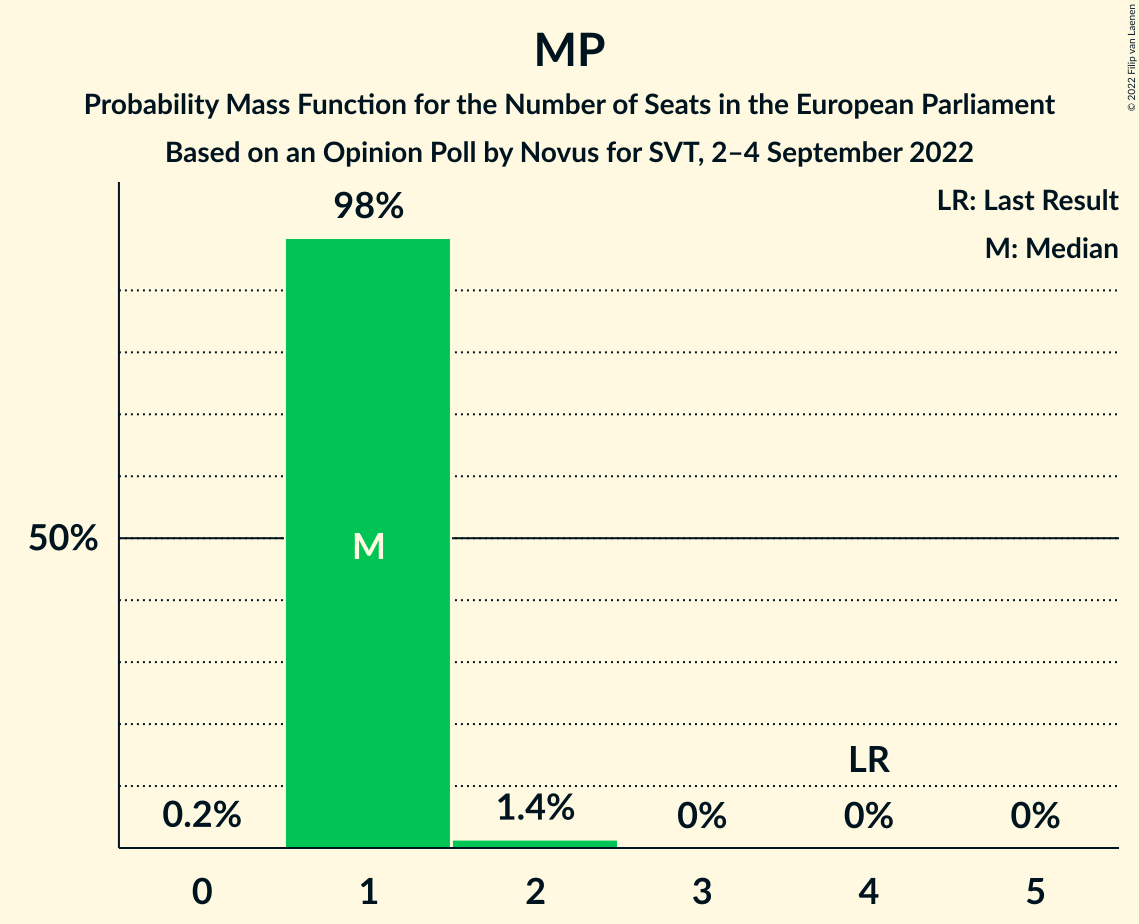 MP
Probability Mass Function for the Number of Seats in the European Parliament
Based on an Opinion Poll by Novus for SVT, 2–4 September 2022
© 2022 Filip van Laenen
LR: Last Result
M: Median
98%
50%
M
LR
0.2%
1.4%
0%
0%
0%
0
1
2
3
4
5